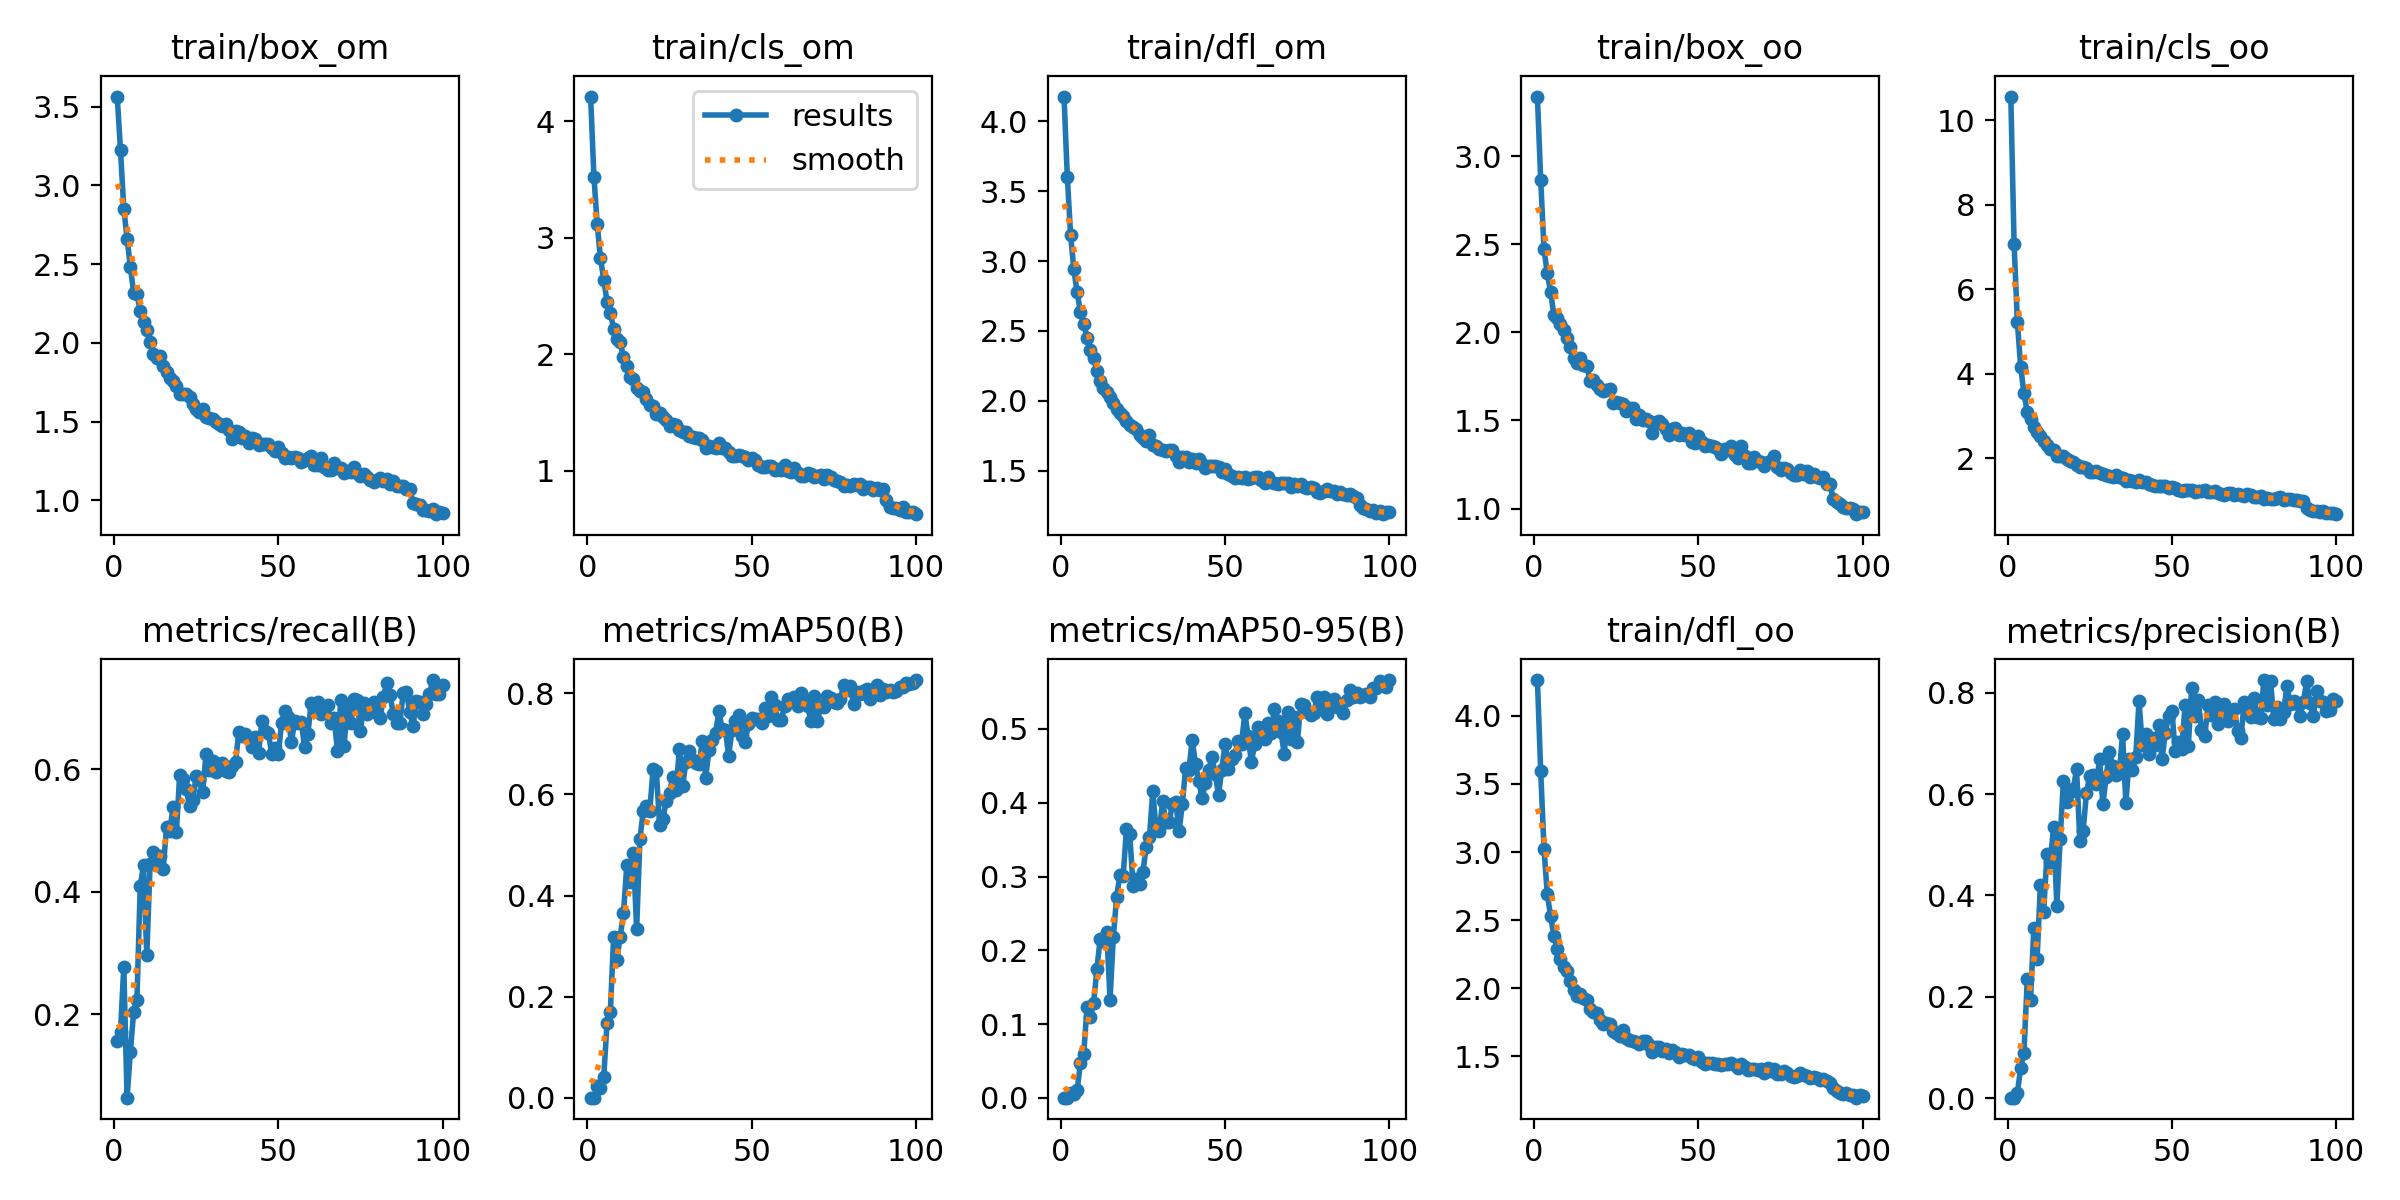 train/box_om
train/cls_om
train/dfl_om
train/box_oo
train/cls_oo
3.5
3.0
2.5
2.0
1.5
1.0
0 50 100
4
3
2
1
0 50 100
results
smooth
4.0
3.5
3.0
2.5
2.0
1.5
0 50 100
3.0
2.5
2.0
1.5
1.0
0 50 100
10
8
6
4
2
0 50 100
metrics/recall(B)
metrics/mAP50(B)
metrics/mAP50-95(B)
train/dfl_oo
metrics/precision(B)
0.6
0.4
0.2
0 50 100
0.8
0.6
0.4
0.2
0.0
0 50 100
0.5
0.4
0.3
0.2
0.1
0.0
0 50 100
4.0
3.5
3.0
2.5
2.0
1.5
0 50 100
0.8
0.6
0.4
0.2
0.0
0 50 100